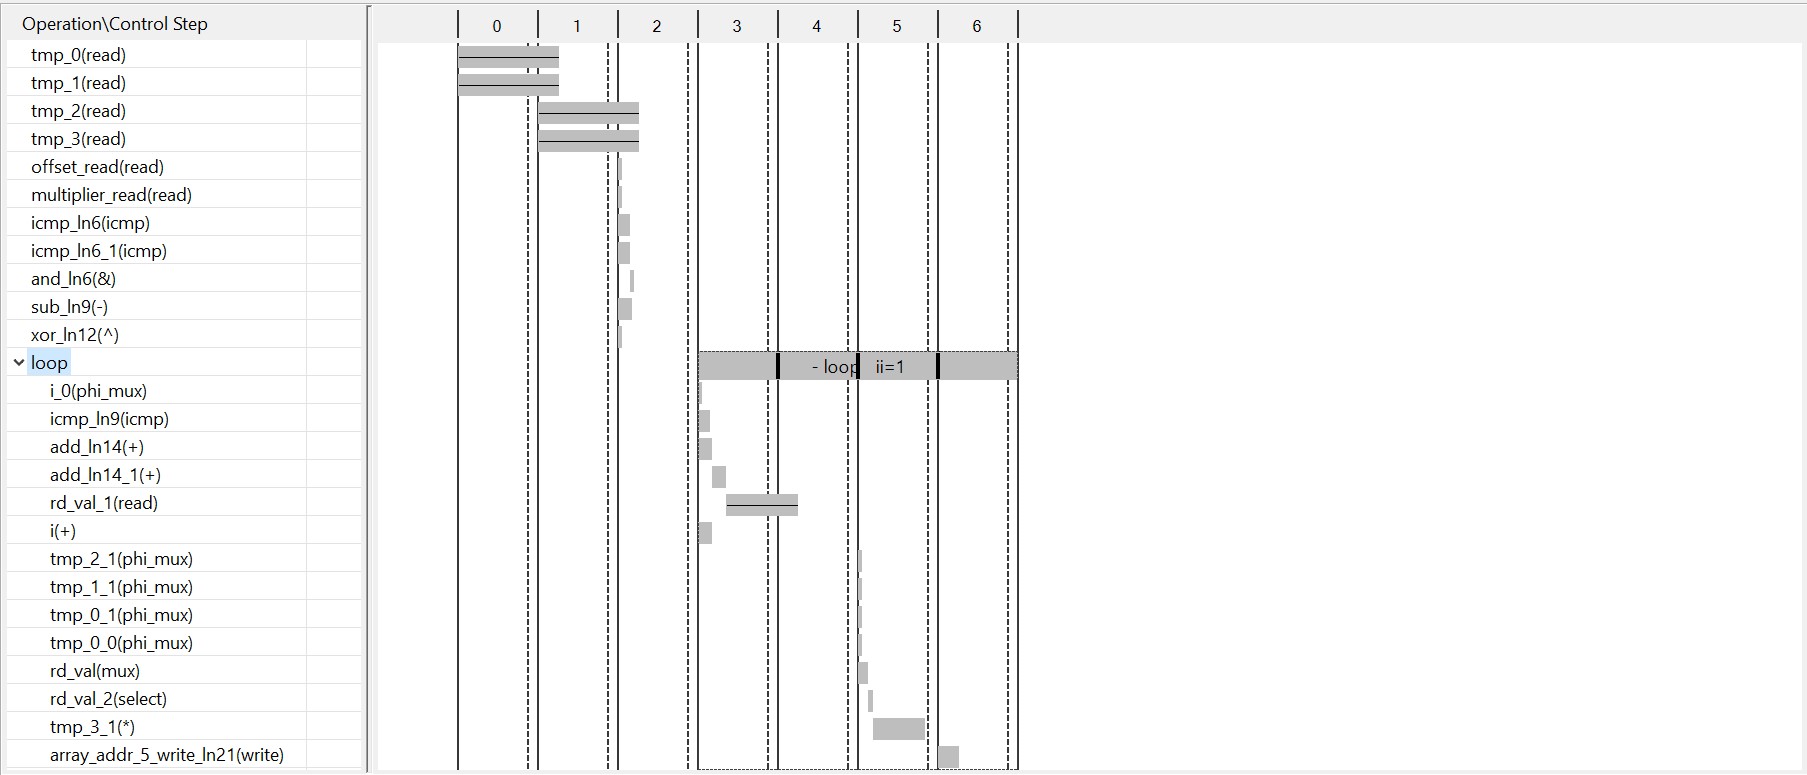 Operation\Control Step 0 1 2 3 4 5 6
tmp_0(read)
tmp_1(read)
tmp_2(read)
tmp_3(read)
offset_read(read)
multiplier_read(read)
icmp_ln6(icmp)
icmp_ln6_1(icmp)
and_ln6(&)
sub_ln9(-)
xor_ln12(^)
loop - loop ii=1
i_0(phi_mux)
icmp_ln9(icmp)
add_ln14(+)
add_ln14_1(+)
rd_val_1(read)
i(+)
tmp_2_1(phi_mux)
tmp_1_1(phi_mux)
tmp_0_1(phi_mux)
tmp_0_0(phi_mux)
rd_val(mux)
rd_val_2(select)
tmp_3_1(*)
array_addr_5_write_ln21(write)